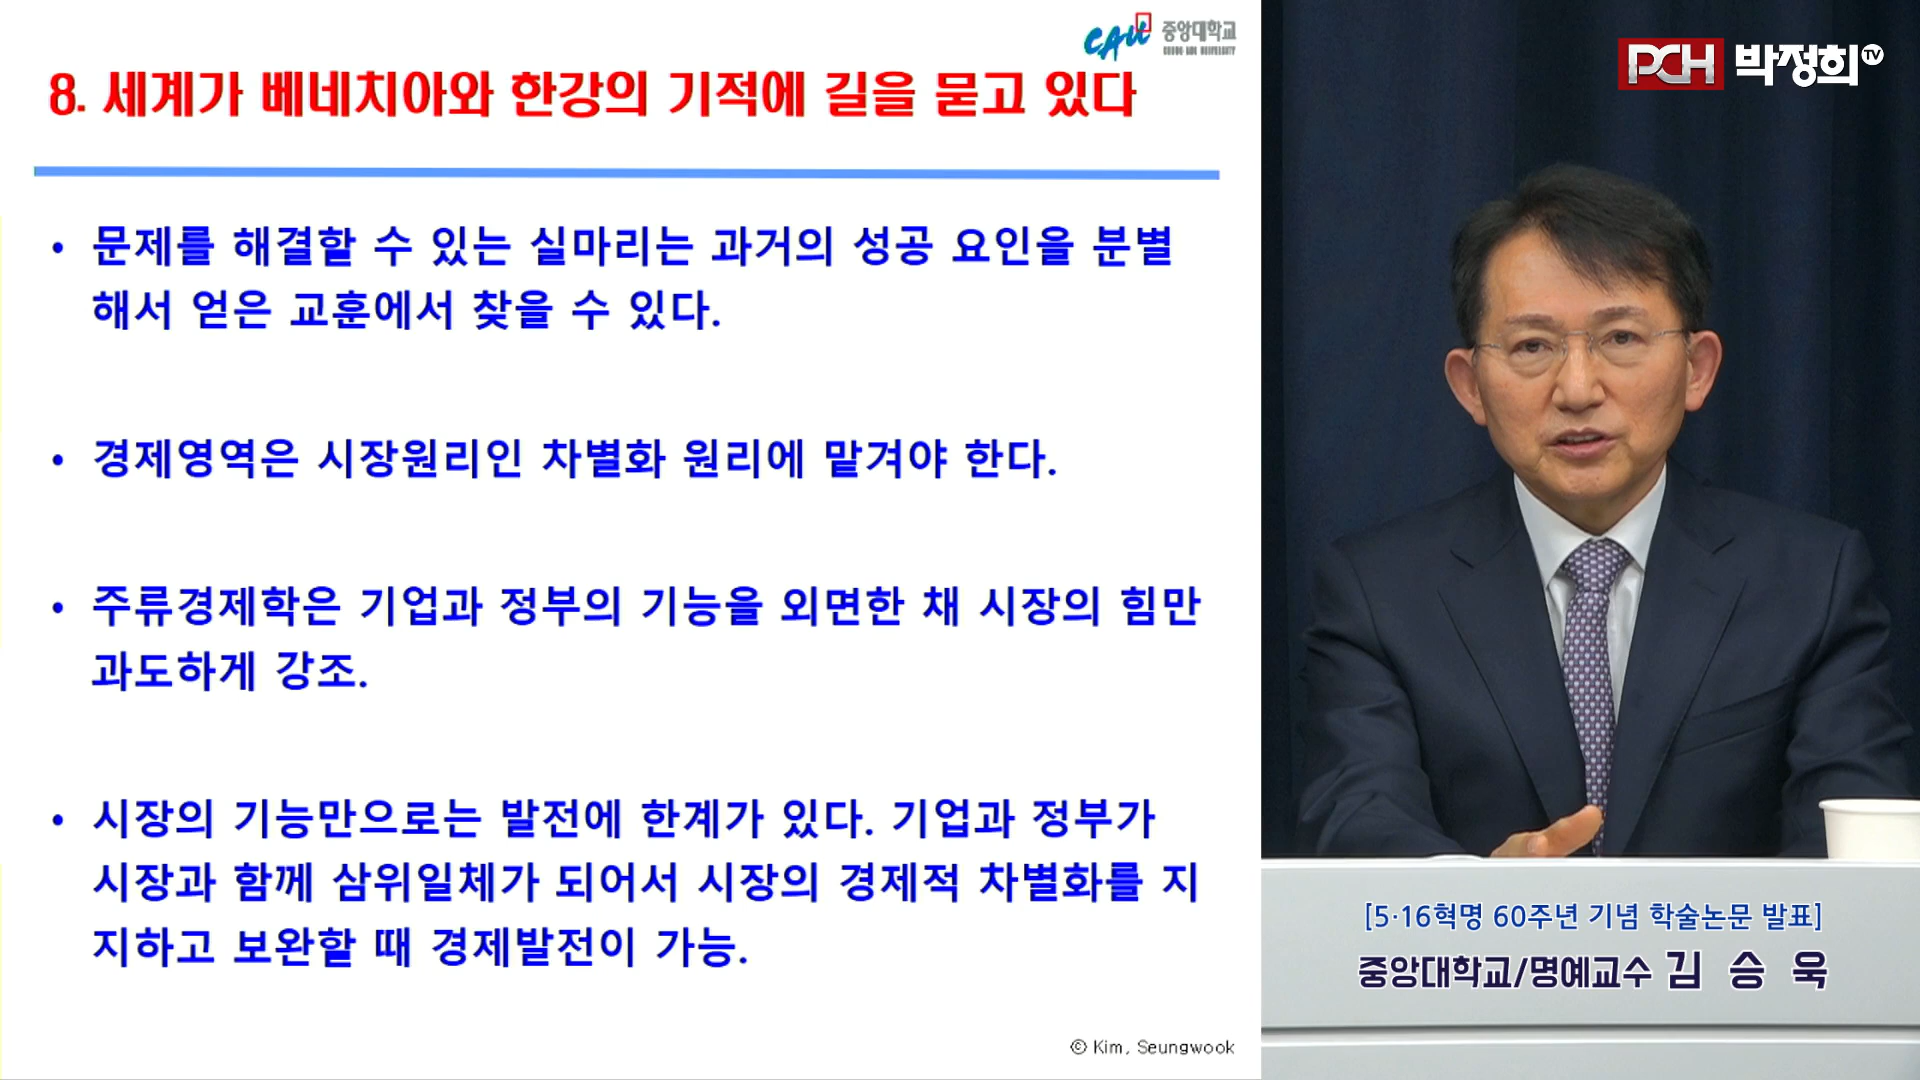 CAU 중앙대학교
CHUNG ANG UNIVERSITY
8. 세계가 베네치아와 한강의 기적에 길을 묻고 있다
• 문제를 해결할 수 있는 실마리는 과거의 성공 요인을 분별
해서 얻은 교훈에서 찾을 수 있다.
• 경제영역은 시장원리인 차별화 원리에 맡겨야 한다.
• 주류경제학은 기업과 정부의 기능을 외면한 채 시장의 힘만
과도하게 강조.
• 시장의 기능만으로는 발전에 한계가 있다. 기업과 정부가
시장과 함께 삼위일체가 되어서 시장의 경제적 차별화를 지
지하고 보완할 때 경제발전이 가능.
© Kim, Seungwook
PCH 박정희TV
[5·16혁명 60주년 기념 학술논문 발표]
중앙대학교/명예교수 김 승 욱